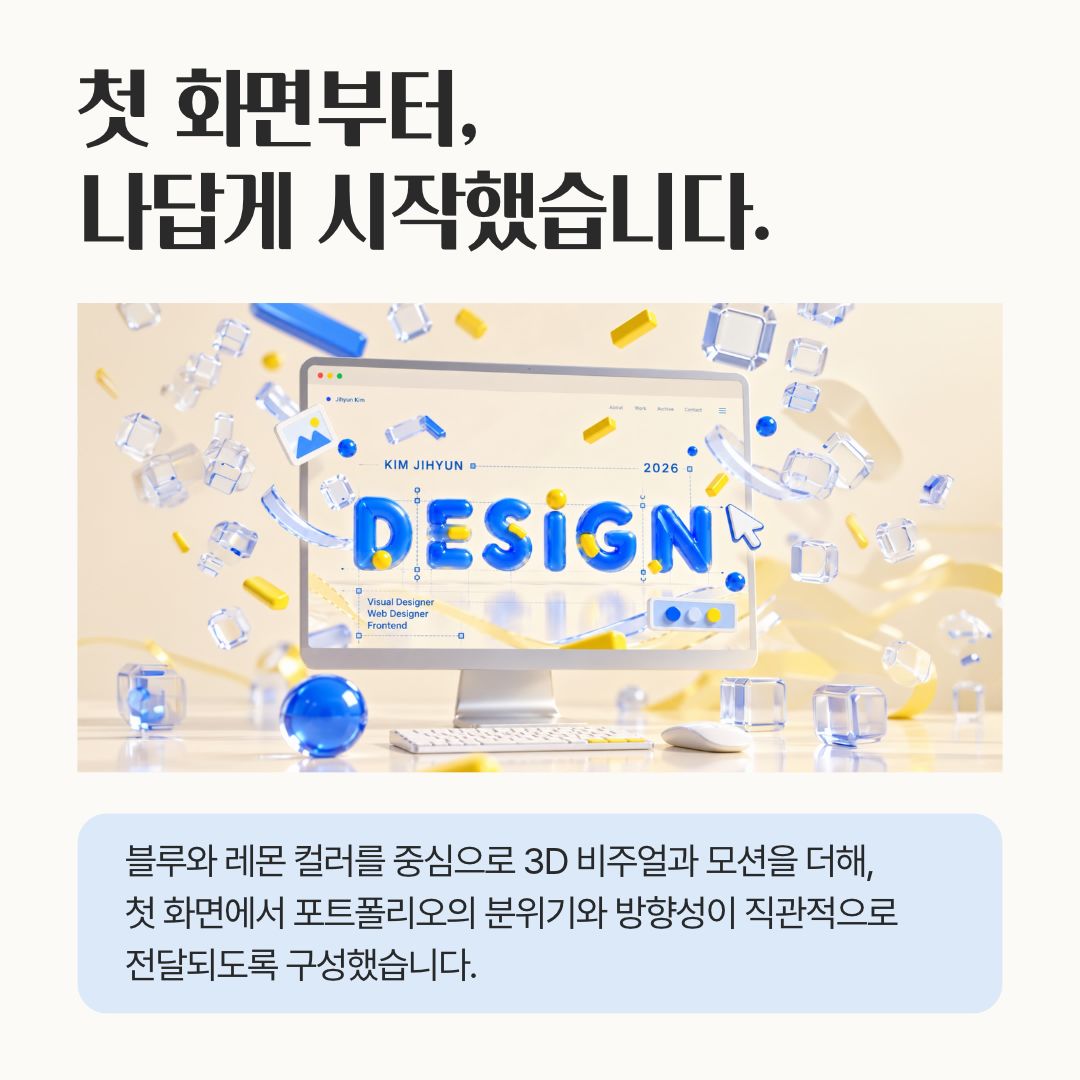 첫 화면부터,
나답게 시작했습니다.
Jihyun Kim
About Work Archive Contact
KIM JIHYUN
2026
DESiGN
Visual Designer
Web Designer
Frontend
블루와 레몬 컬러를 중심으로 3D 비주얼과 모션을 더해,
첫 화면에서 포트폴리오의 분위기와 방향성이 직관적으로
전달되도록 구성했습니다.